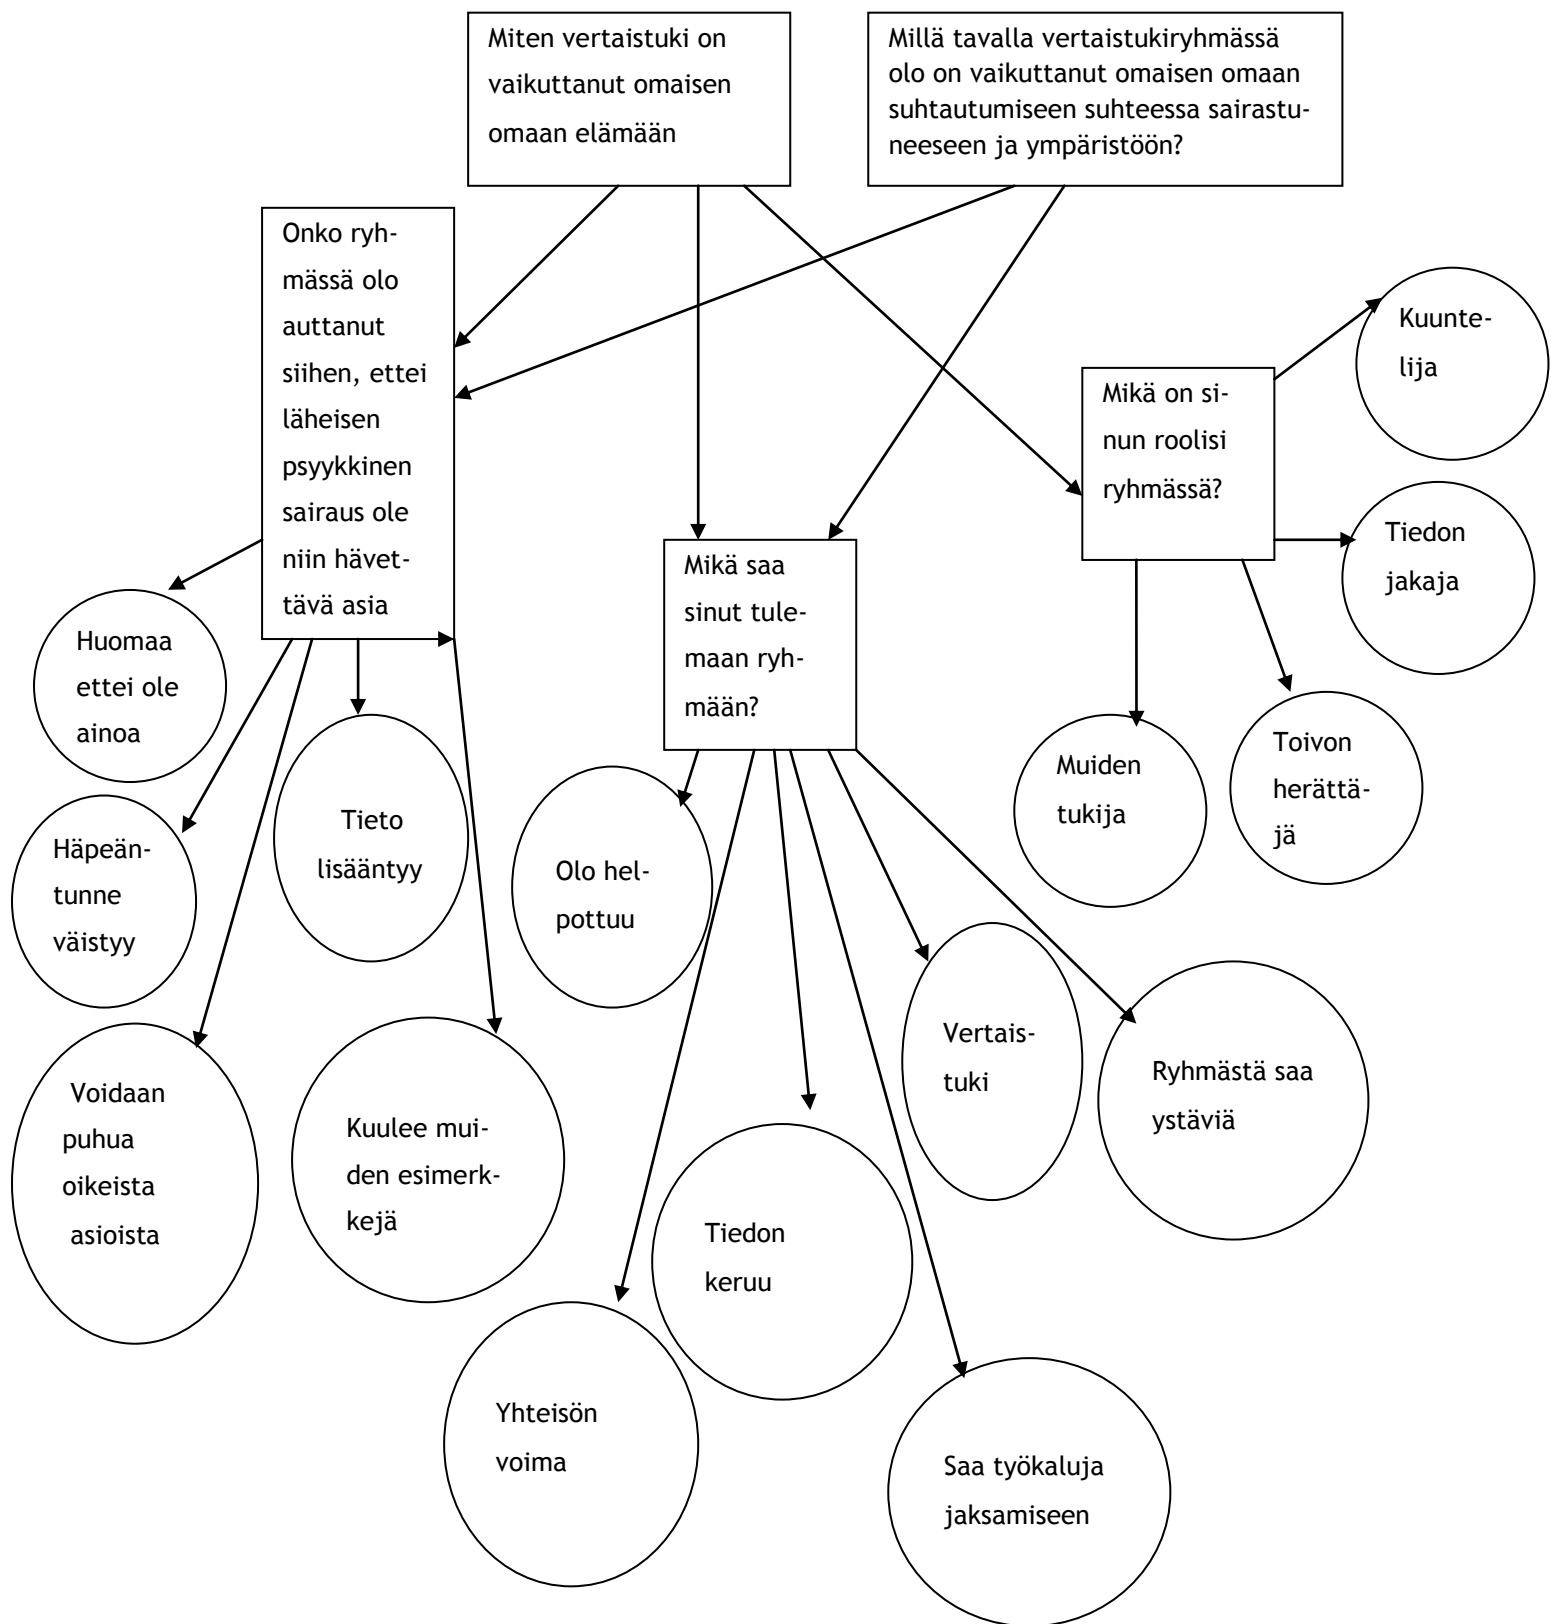 Miten vertaistuki on
vaikuttanut omaisen
omaan elämään
Millä tavalla vertaistukiryhmässä
olo on vaikuttanut omaisen omaan
suhtautumiseen suhteessa sairastu-
neeseen ja ympäristöön?
Onko ryh-
mässä olo
auttanut
siihen, ettei
läheisen
psyykkinen
sairaus ole
niin hävet-
tävä asia
Mikä on si-
nun roolisi
ryhmässä?
Kuunte-
lija
Tiedon
jakaja
Mikä saa
sinut tule-
maan ryh-
mään?
Huomaa
ettei ole
ainoa
Muiden
tukija
Toivon
herättä-
jä
Häpeän-
tunne
väistyy
Tieto
lisääntyy
Olo hel-
pottuu
Vertais-
tuki
Ryhmästä saa
ystäviä
Voidaan
puhua
oikeista
asioista
Kuulee mui-
den esimerk-
kejä
Tiedon
keruu
Yhteisön
voima
Saa työkaluja
jaksamiseen